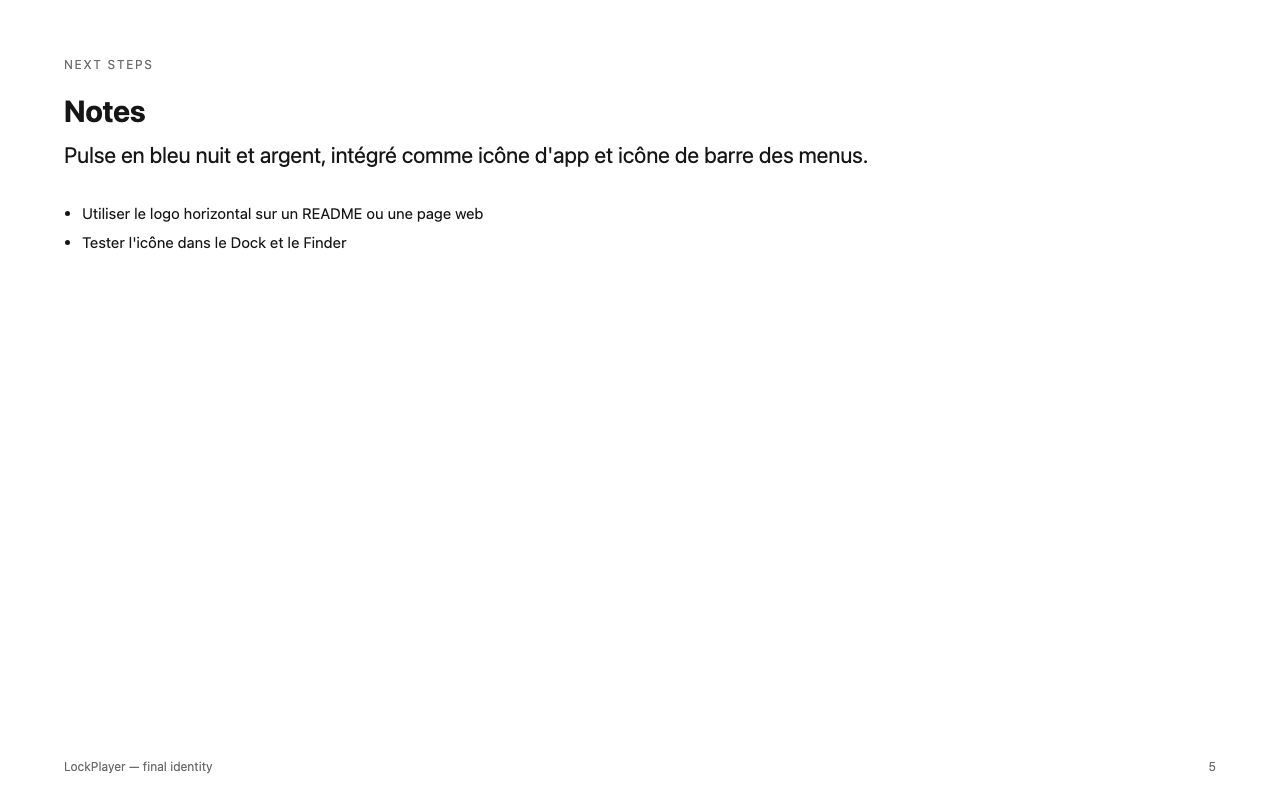 NEXT STEPS
Notes
Pulse en bleu nuit et argent, intégré comme icône d'app et icône de barre des menus.
• Utiliser le logo horizontal sur un README ou une page web
• Tester l'icône dans le Dock et le Finder
LockPlayer — final identity
5